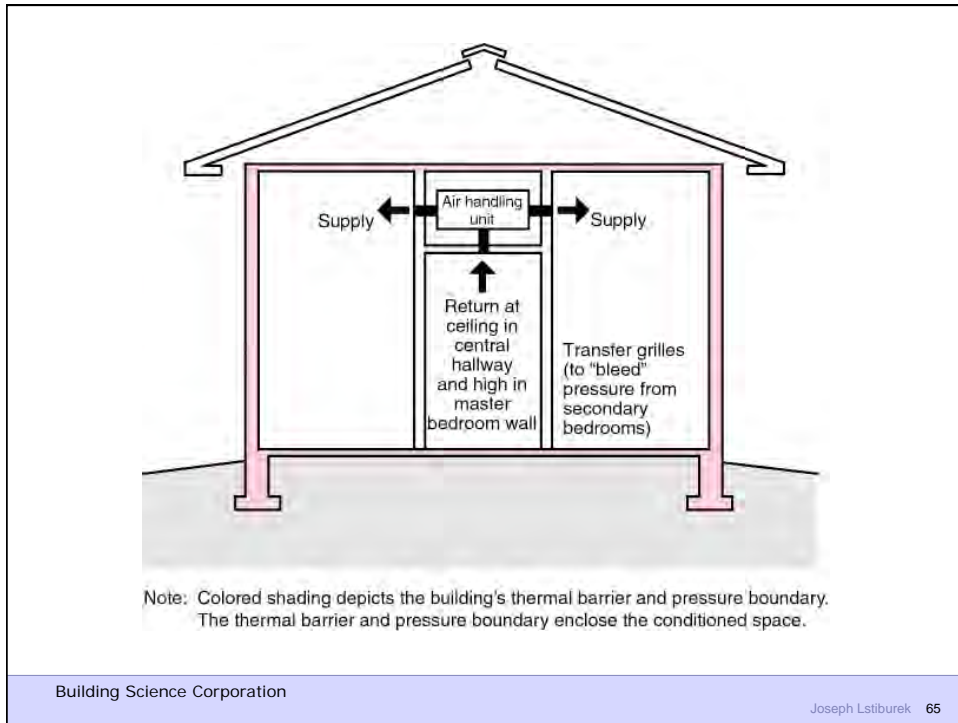 Air handling
unit
Supply
Supply
Return at
ceiling in
central
hallway
and high in
master
bedroom wall
Transfer grilles
(to "bleed"
pressure from
secondary
bedrooms)
Note: Colored shading depicts the building's thermal barrier and pressure boundary.
The thermal barrier and pressure boundary enclose the conditioned space.
Building Science Corporation
Joseph Lstiburek 65